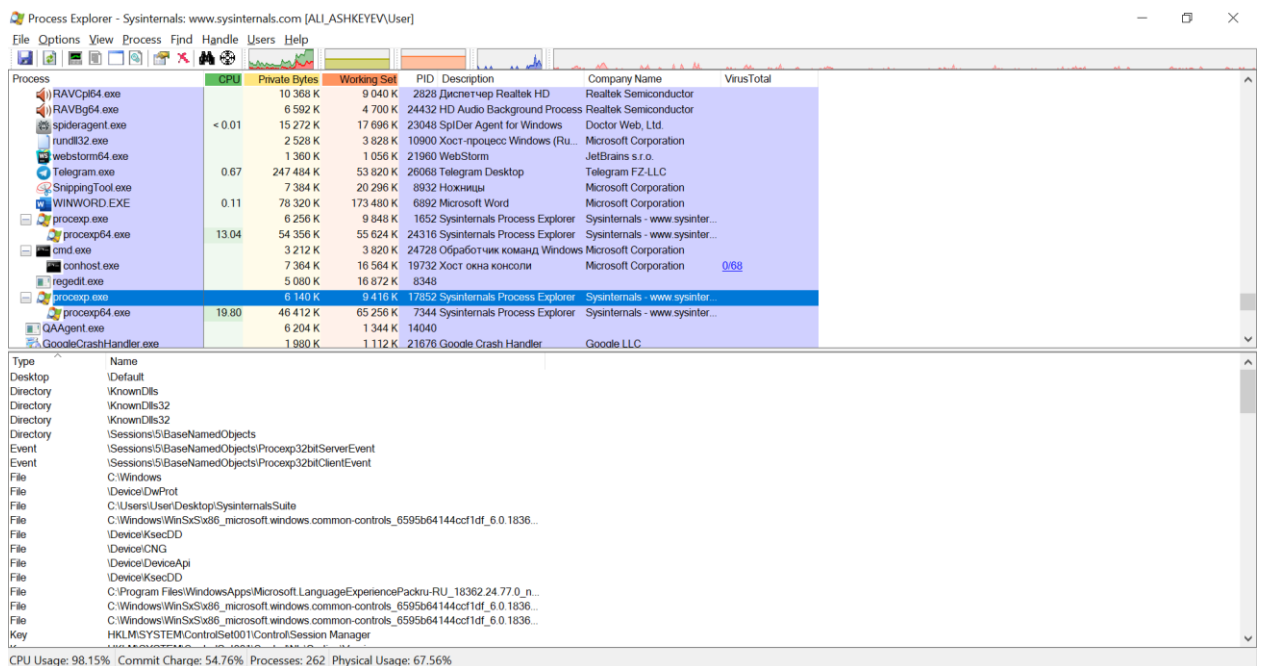 Process Explorer - Sysinternals: www.sysinternals.com [ALI_ASHKEYEV\User]
File Options View Process Find Handle Users Help
Process CPU Private Bytes Working Set PID Description Company Name VirusTotal
RAVCpl64.exe 10 368 K 9 040 K 2828 Диспетчер Realtek HD Realtek Semiconductor
RAVBg64.exe 6 592 K 4 700 K 24432 HD Audio Background Process Realtek Semiconductor
spideragent.exe < 0.01 15 272 K 17 696 K 23048 SpIDer Agent for Windows Doctor Web, Ltd.
rundll32.exe 2 528 K 3 828 K 10900 Хост-процесс Windows (Ru... Microsoft Corporation
webstorm64.exe 1 360 K 1 056 K 21960 WebStorm JetBrains s.r.o.
Telegram.exe 0.67 247 484 K 53 820 K 26068 Telegram Desktop Telegram FZ-LLC
SnippingTool.exe 7 384 K 20 296 K 8932 Ножницы Microsoft Corporation
WINWORD.EXE 0.11 78 320 K 173 480 K 6892 Microsoft Word Microsoft Corporation
procexp.exe 6 256 K 9 848 K 1652 Sysinternals Process Explorer Sysinternals - www.sysinter...
procexp64.exe 13.04 54 356 K 55 624 K 24316 Sysinternals Process Explorer Sysinternals - www.sysinter...
cmd.exe 3 212 K 3 820 K 24728 Обработчик команд Windows Microsoft Corporation
conhost.exe 7 364 K 16 564 K 19732 Хост окна консоли Microsoft Corporation 0/68
regedit.exe 5 080 K 16 872 K 8348
procexp.exe 6 140 K 9 416 K 17852 Sysinternals Process Explorer Sysinternals - www.sysinter...
procexp64.exe 19.80 46 412 K 65 256 K 7344 Sysinternals Process Explorer Sysinternals - www.sysinter...
QAAgent.exe 6 204 K 1 344 K 14040
GoogleCrashHandler.exe 1 980 K 1 112 K 21676 Google Crash Handler Google LLC
Type Name
Desktop \Default
Directory \KnownDlls
Directory \KnownDlls32
Directory \KnownDlls32
Directory \Sessions\5\BaseNamedObjects
Event \Sessions\5\BaseNamedObjects\Procexp32bitServerEvent
Event \Sessions\5\BaseNamedObjects\Procexp32bitClientEvent
File C:\Windows
File \Device\DwProt
File C:\Users\User\Desktop\SysinternalsSuite
File C:\Windows\WinSxS\x86_microsoft.windows.common-controls_6595b64144ccf1df_6.0.1836...
File \Device\KsecDD
File \Device\CNG
File \Device\DeviceApi
File \Device\KsecDD
File C:\Program Files\WindowsApps\Microsoft.LanguageExperiencePackru-RU_18362.24.77.0_n...
File C:\Windows\WinSxS\x86_microsoft.windows.common-controls_6595b64144ccf1df_6.0.1836...
File C:\Windows\WinSxS\x86_microsoft.windows.common-controls_6595b64144ccf1df_6.0.1836...
Key HKLM\SYSTEM\ControlSet001\Control\Session Manager
CPU Usage: 98.15% Commit Charge: 54.76% Processes: 262 Physical Usage: 67.56%